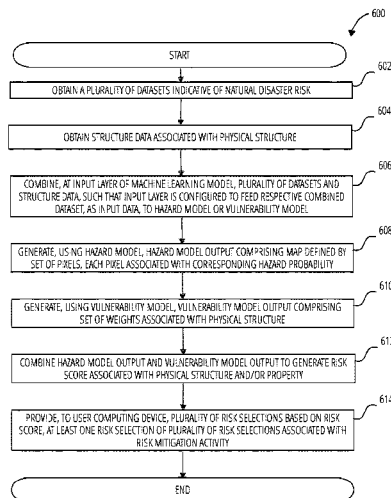 600
START
602
OBTAIN A PLURALITY OF DATASETS INDICATIVE OF NATURAL DISASTER RISK
604
OBTAIN STRUCTURE DATA ASSOCIATED WITH PHYSICAL STRUCTURE
606
COMBINE, AT INPUT LAYER OF MACHINE LEARNING MODEL, PLURALITY OF DATASETS AND
STRUCTURE DATA, SUCH THAT INPUT LAYER IS CONFIGURED TO FEED RESPECTIVE COMBINED
DATASET, AS INPUT DATA, TO HAZARD MODEL OR VULNERABILITY MODEL
608
GENERATE, USING HAZARD MODEL, HAZARD MODEL OUTPUT COMPRISING MAP DEFINED BY
SET OF PIXELS, EACH PIXEL ASSOCIATED WITH CORRESPONDING HAZARD PROBABILITY
610
GENERATE, USING VULNERABILITY MODEL, VULNERABILITY MODEL OUTPUT COMPRISING
SET OF WEIGHTS ASSOCIATED WITH PHYSICAL STRUCTURE
612
COMBINE HAZARD MODEL OUTPUT AND VULNERABILITY MODEL OUTPUT TO GENERATE RISK
SCORE ASSOCIATED WITH PHYSICAL STRUCTURE AND/OR PROPERTY
614
PROVIDE, TO USER COMPUTING DEVICE, PLURALITY OF RISK SELECTIONS BASED ON RISK
SCORE, AT LEAST ONE RISK SELECTION OF PLURALITY OF RISK SELECTIONS ASSOCIATED WITH
RISK MITIGATION ACTIVITY
END